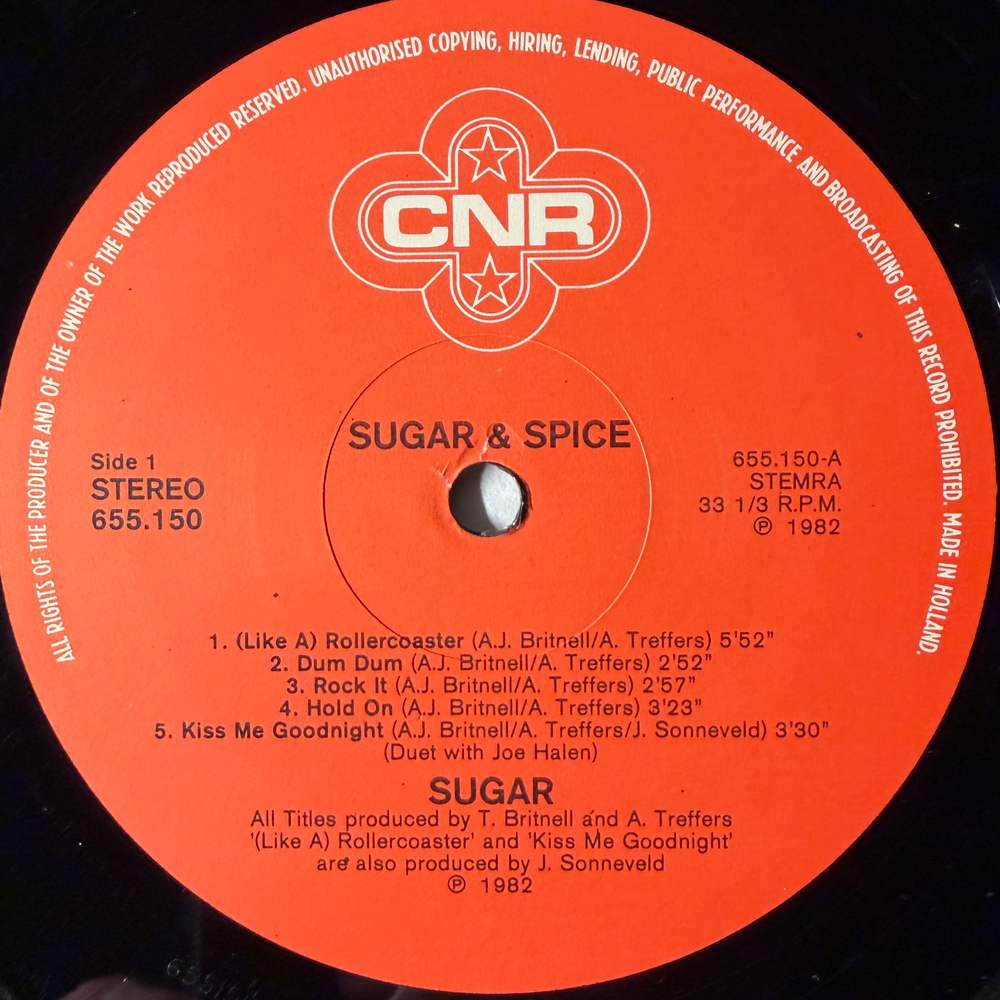 ALL RIGHTS OF THE PRODUCER AND OF THE OWNER OF THE WORK REPRODUCED RESERVED. UNAUTHORISED COPYING, HIRING, LENDING, PUBLIC PERFORMANCE AND BROADCASTING OF THIS RECORD PROHIBITED. MADE IN HOLLAND.
CNR
SUGAR & SPICE
Side 1
STEREO
655.150
655.150-A
STEMRA
33 1/3 R.P.M.
℗ 1982
1. (Like A) Rollercoaster (A.J. Britnell/A. Treffers) 5'52"
2. Dum Dum (A.J. Britnell/A. Treffers) 2'52"
3. Rock It (A.J. Britnell/A. Treffers) 2'57"
4. Hold On (A.J. Britnell/A. Treffers) 3'23"
5. Kiss Me Goodnight (A.J. Britnell/A. Treffers/J. Sonneveld) 3'30"
(Duet with Joe Halen)
SUGAR
All Titles produced by T. Britnell and A. Treffers
'(Like A) Rollercoaster' and 'Kiss Me Goodnight'
are also produced by J. Sonneveld
℗ 1982